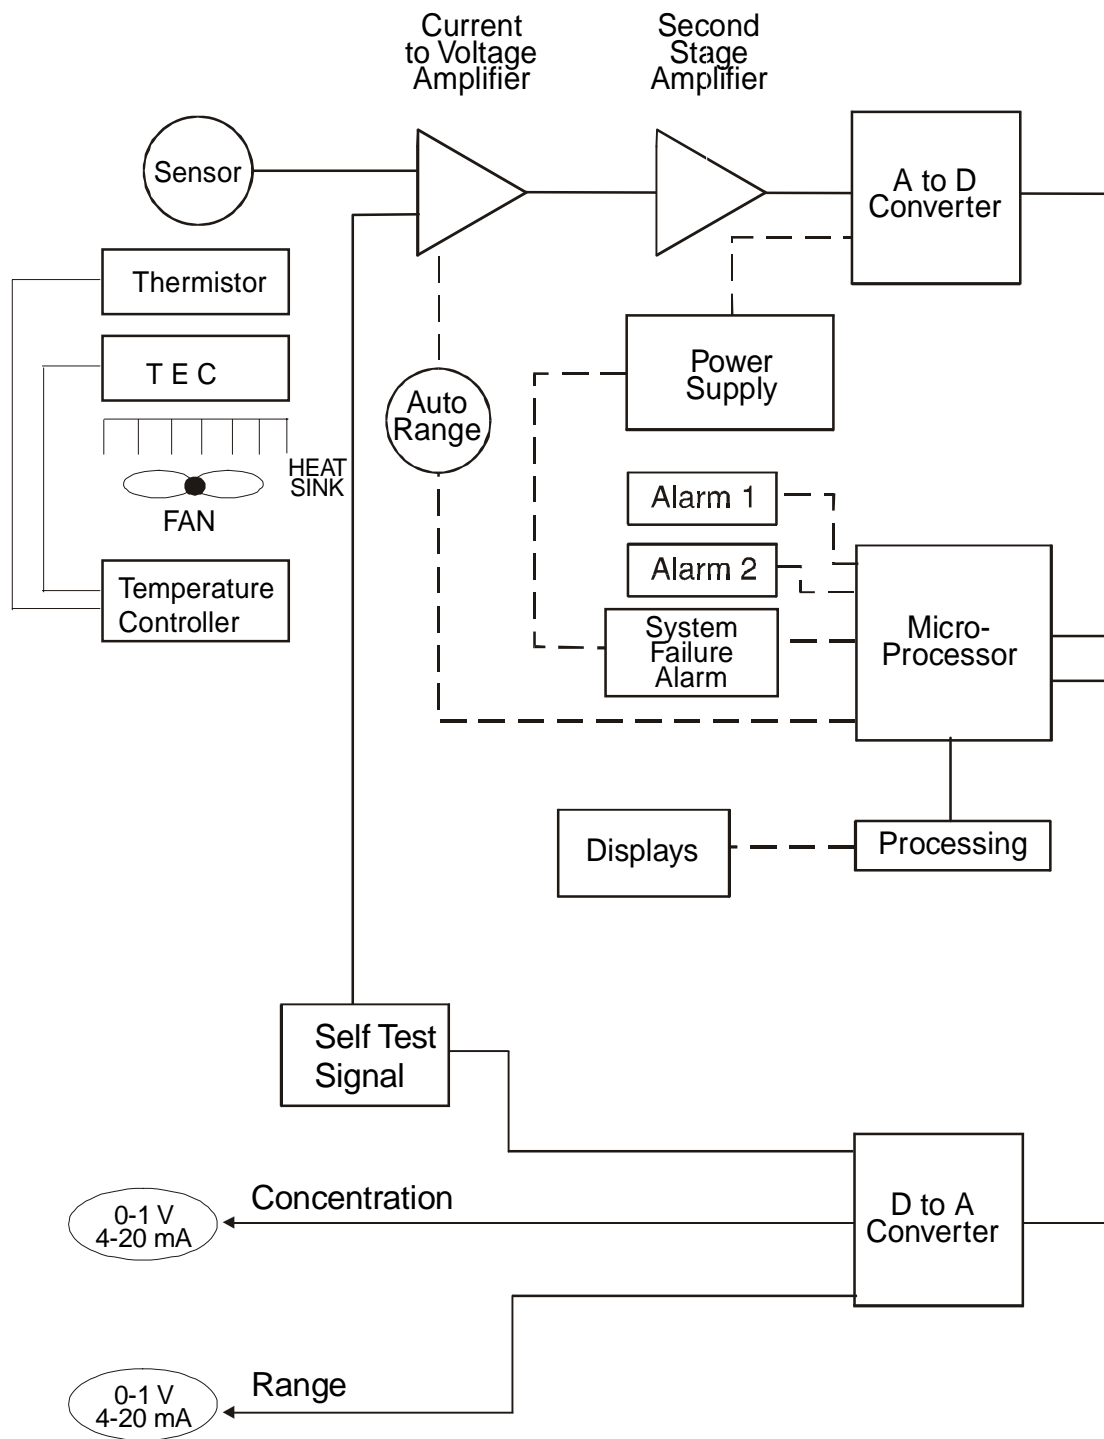 Current
to Voltage
Amplifier
Second
Stage
Amplifier
Sensor
A to D
Converter
Thermistor
T E C
HEAT
SINK
FAN
Temperature
Controller
Auto
Range
Power
Supply
Alarm 1
Alarm 2
System
Failure
Alarm
Micro-
Processor
Displays
Processing
Self Test
Signal
Concentration
0-1 V
4-20 mA
D to A
Converter
Range
0-1 V
4-20 mA